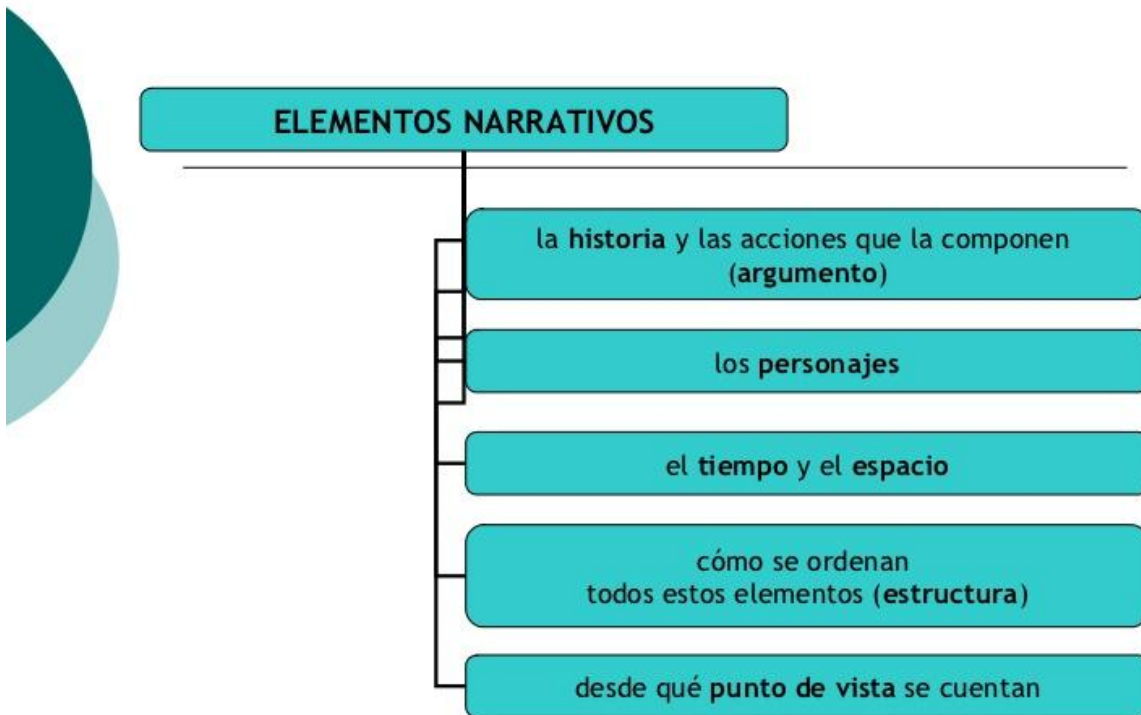 ELEMENTOS NARRATIVOS
la historia y las acciones que la componen
(argumento)
los personajes
el tiempo y el espacio
cómo se ordenan
todos estos elementos (estructura)
desde qué punto de vista se cuentan